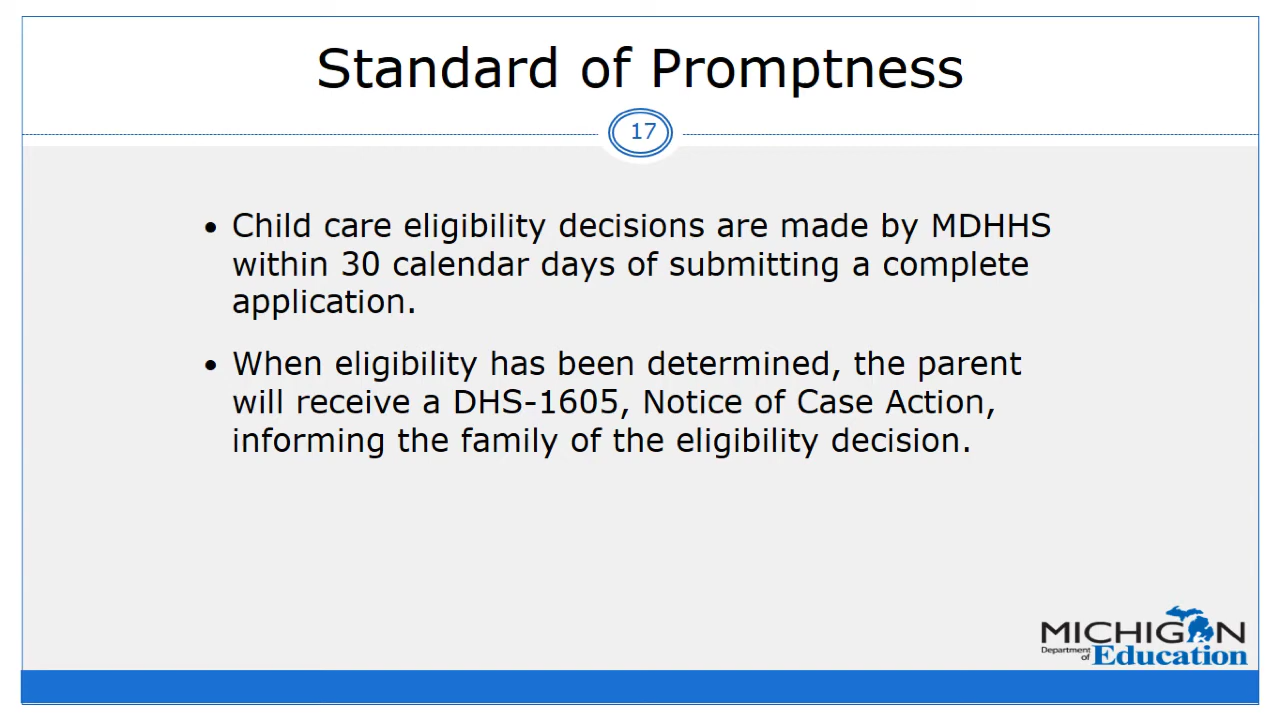 Standard of Promptness
17
• Child care eligibility decisions are made by MDHHS
within 30 calendar days of submitting a complete
application.
• When eligibility has been determined, the parent
will receive a DHS-1605, Notice of Case Action,
informing the family of the eligibility decision.
MICHIGAN
Department of Education